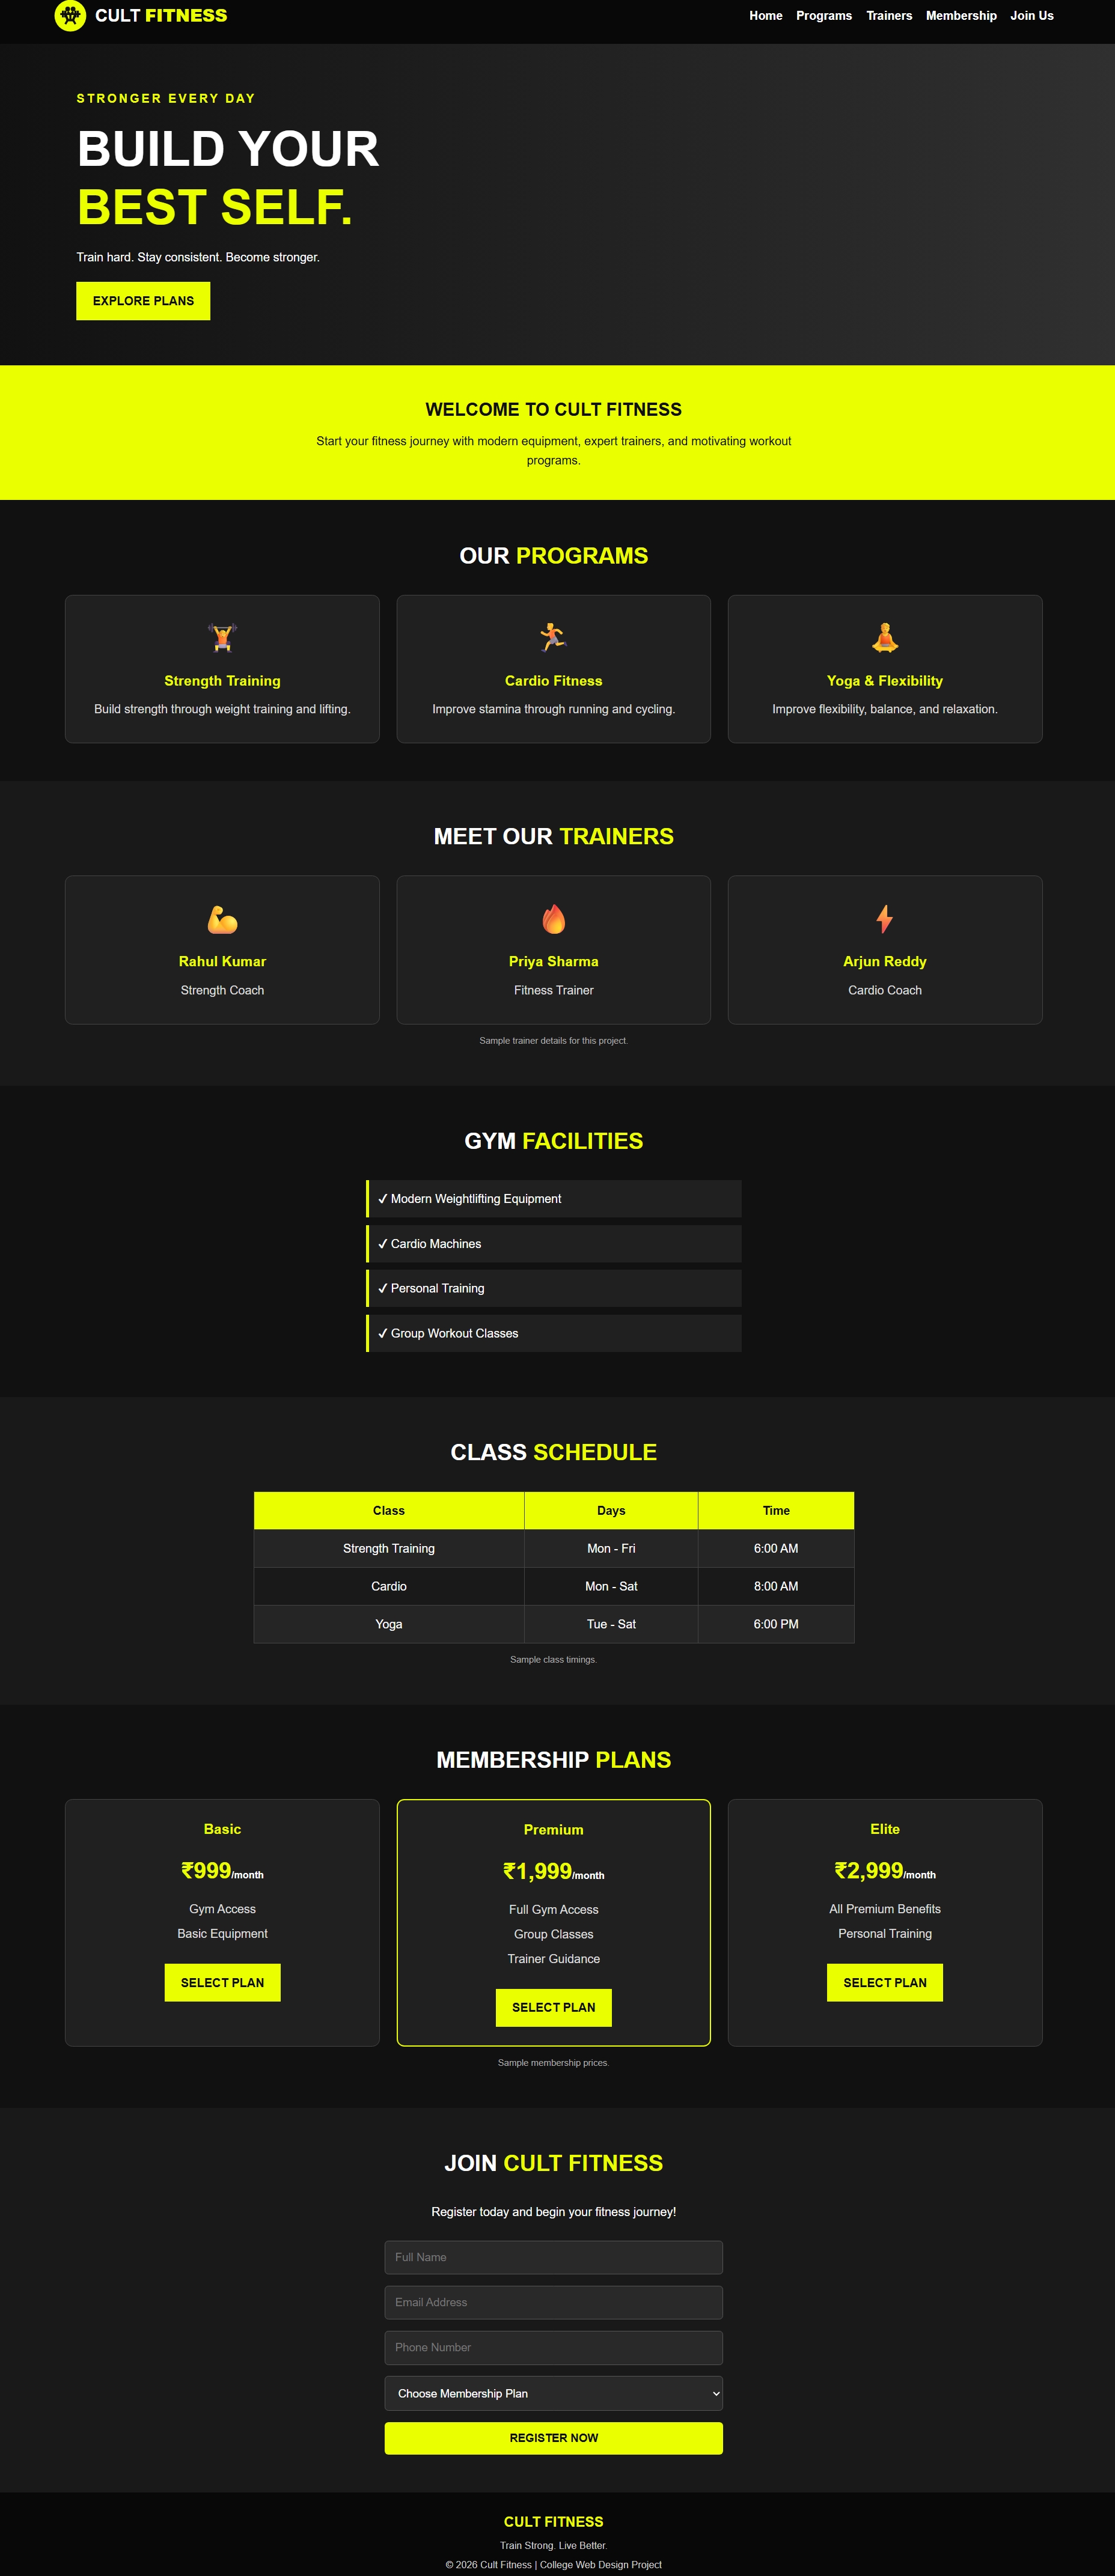 CULT FITNESS
Home Programs Trainers Membership Join Us
STRONGER EVERY DAY
BUILD YOUR
BEST SELF.
Train hard. Stay consistent. Become stronger.
EXPLORE PLANS
WELCOME TO CULT FITNESS
Start your fitness journey with modern equipment, expert trainers, and motivating workout
programs.
OUR PROGRAMS
Strength Training
Build strength through weight training and lifting.
Cardio Fitness
Improve stamina through running and cycling.
Yoga & Flexibility
Improve flexibility, balance, and relaxation.
MEET OUR TRAINERS
Rahul Kumar
Strength Coach
Priya Sharma
Fitness Trainer
Arjun Reddy
Cardio Coach
Sample trainer details for this project.
GYM FACILITIES
✓ Modern Weightlifting Equipment
✓ Cardio Machines
✓ Personal Training
✓ Group Workout Classes
CLASS SCHEDULE
Class Days Time
Strength Training Mon - Fri 6:00 AM
Cardio Mon - Sat 8:00 AM
Yoga Tue - Sat 6:00 PM
Sample class timings.
MEMBERSHIP PLANS
Basic
₹999/month
Gym Access
Basic Equipment
SELECT PLAN
Premium
₹1,999/month
Full Gym Access
Group Classes
Trainer Guidance
SELECT PLAN
Elite
₹2,999/month
All Premium Benefits
Personal Training
SELECT PLAN
Sample membership prices.
JOIN CULT FITNESS
Register today and begin your fitness journey!
Full Name
Email Address
Phone Number
Choose Membership Plan
REGISTER NOW
CULT FITNESS
Train Strong. Live Better.
© 2026 Cult Fitness | College Web Design Project